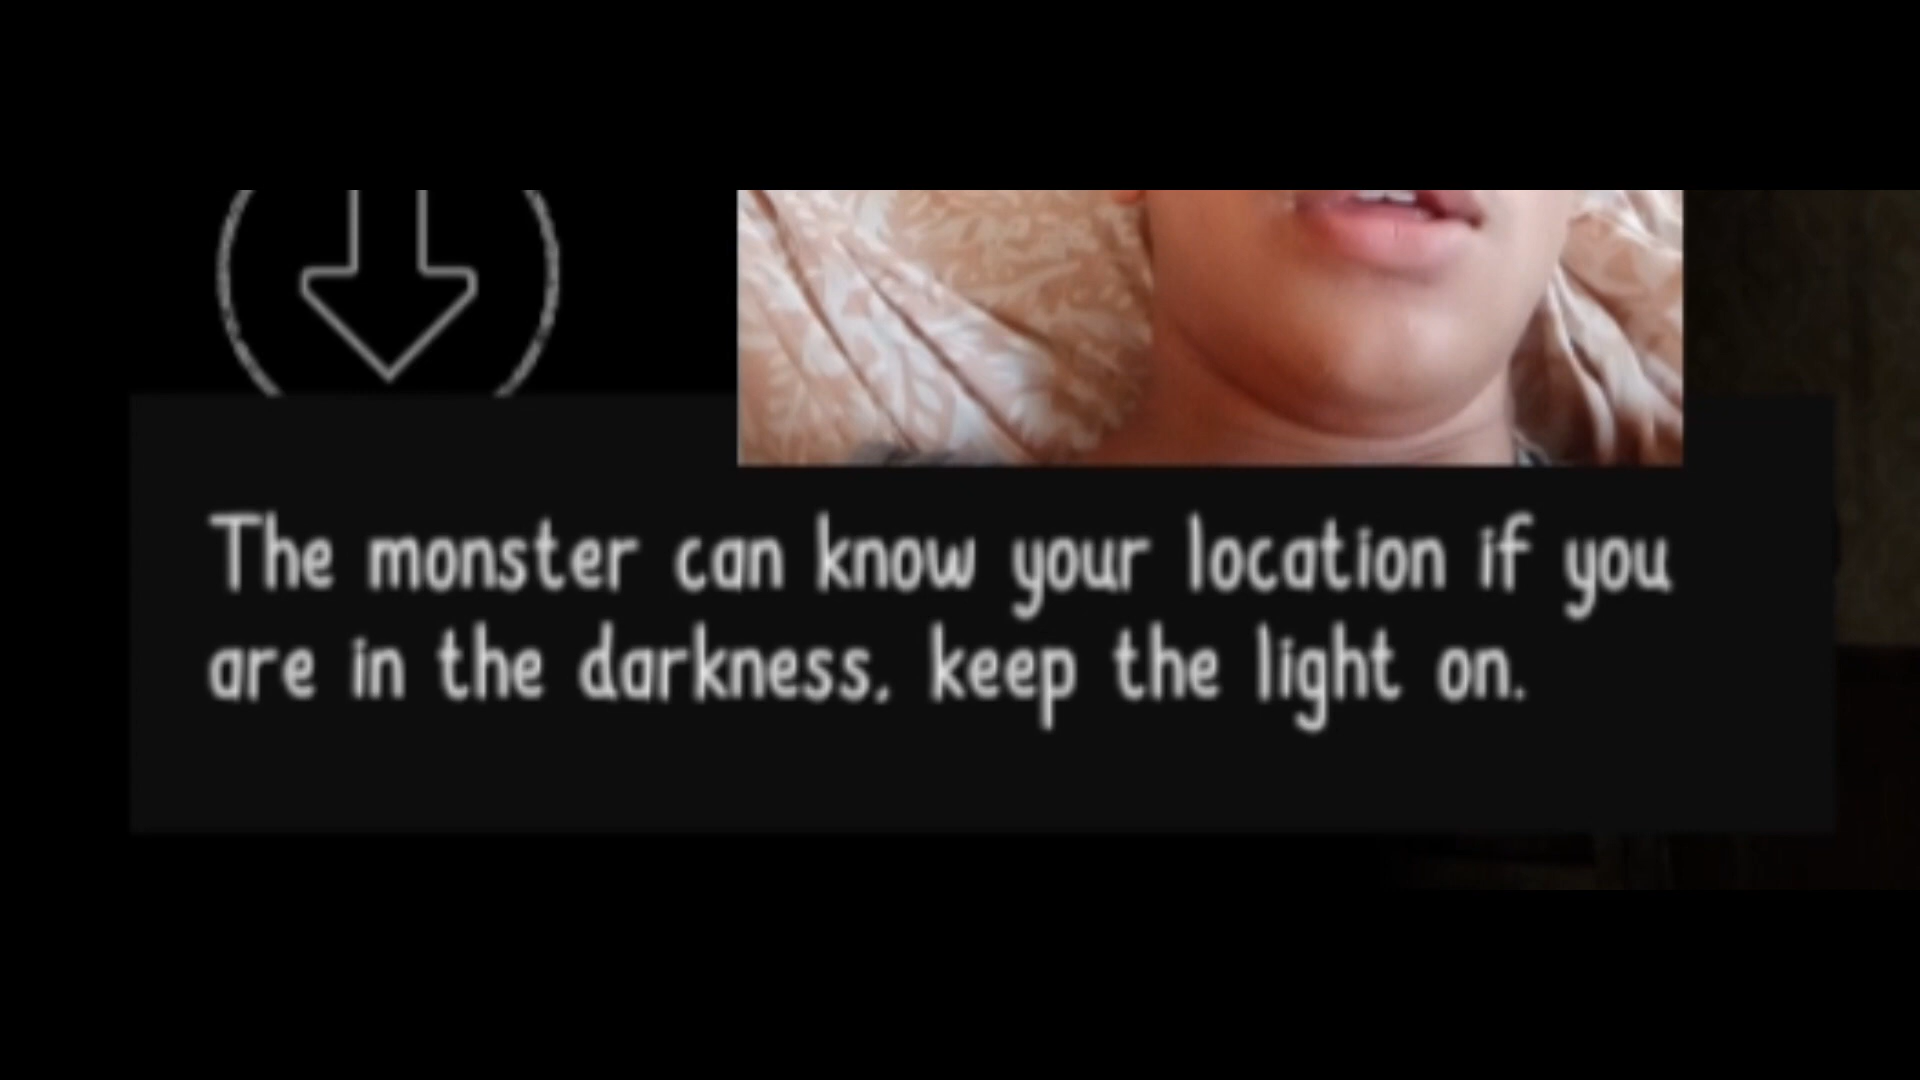 The monster can know your location if you
are in the darkness, keep the light on.